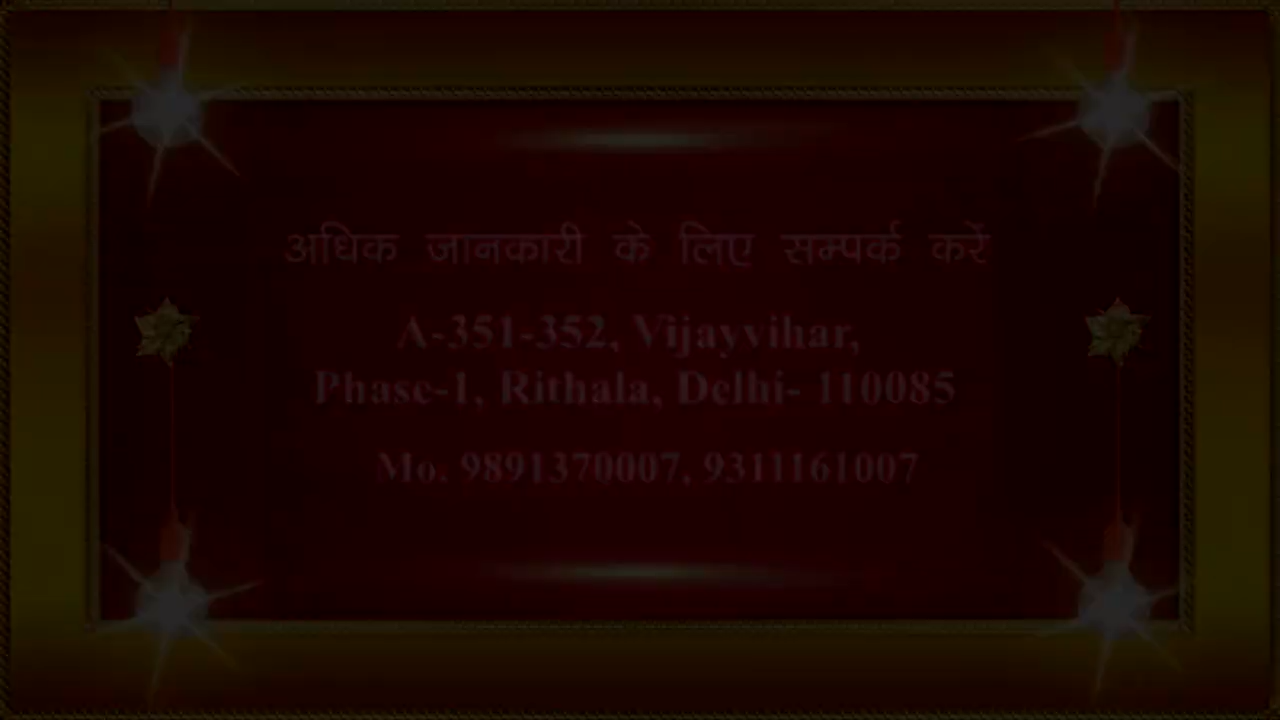 अधिक जानकारी के लिए सम्पर्क करें
A-351-352, Vijayvihar,
Phase-1, Rithala, Delhi- 110085
Mo. 9891370007, 9311161007